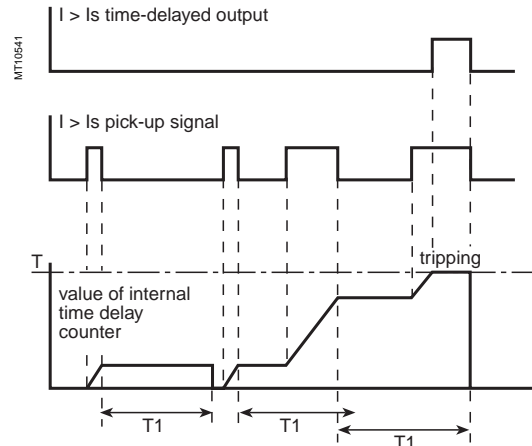 MT10541
I > Is time-delayed output
I > Is pick-up signal
T
tripping
value of internal
time delay
counter
T1
T1
T1